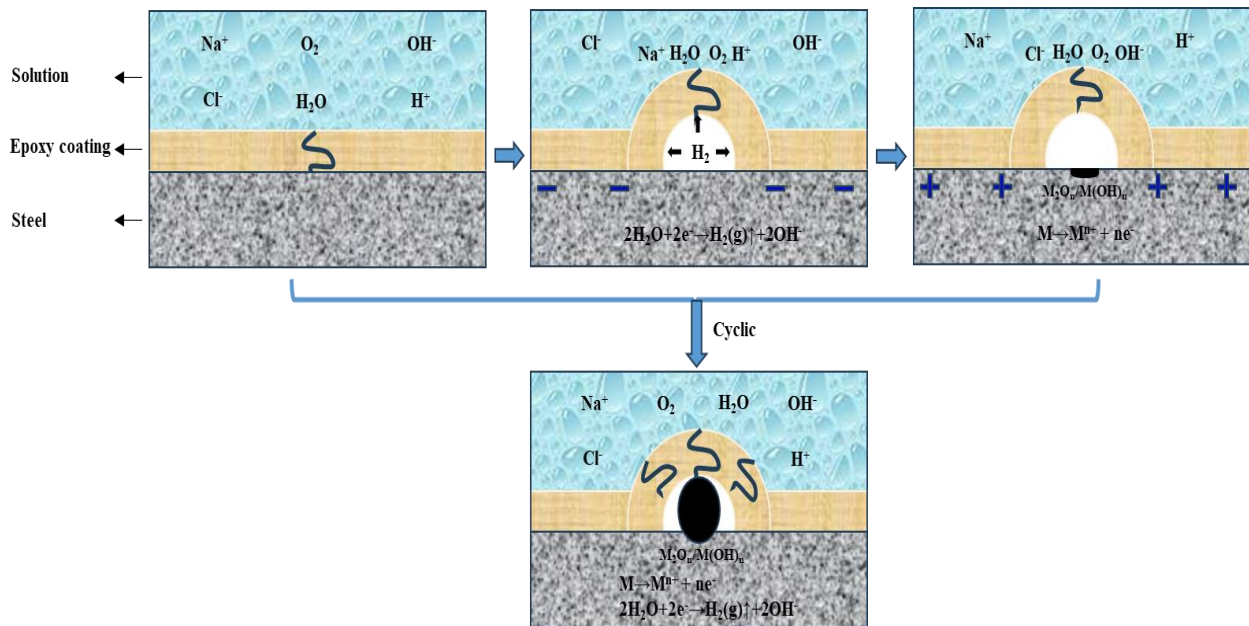 Na⁺ O₂ OH⁻
Solution
Cl⁻ H₂O H⁺
Epoxy coating
Steel
Cl⁻ OH⁻
Na⁺ H₂O O₂ H⁺
H₂
− − − −
2H₂O+2e⁻→H₂(g)↑+2OH⁻
Na⁺ H⁺
Cl⁻ H₂O O₂ OH⁻
+ + + +
M₂Oₙ/M(OH)ₙ
M→Mⁿ⁺ + ne⁻
Cyclic
Na⁺ O₂ H₂O OH⁻
Cl⁻ H⁺
M₂Oₙ/M(OH)ₙ
M→Mⁿ⁺ + ne⁻
2H₂O+2e⁻→H₂(g)↑+2OH⁻